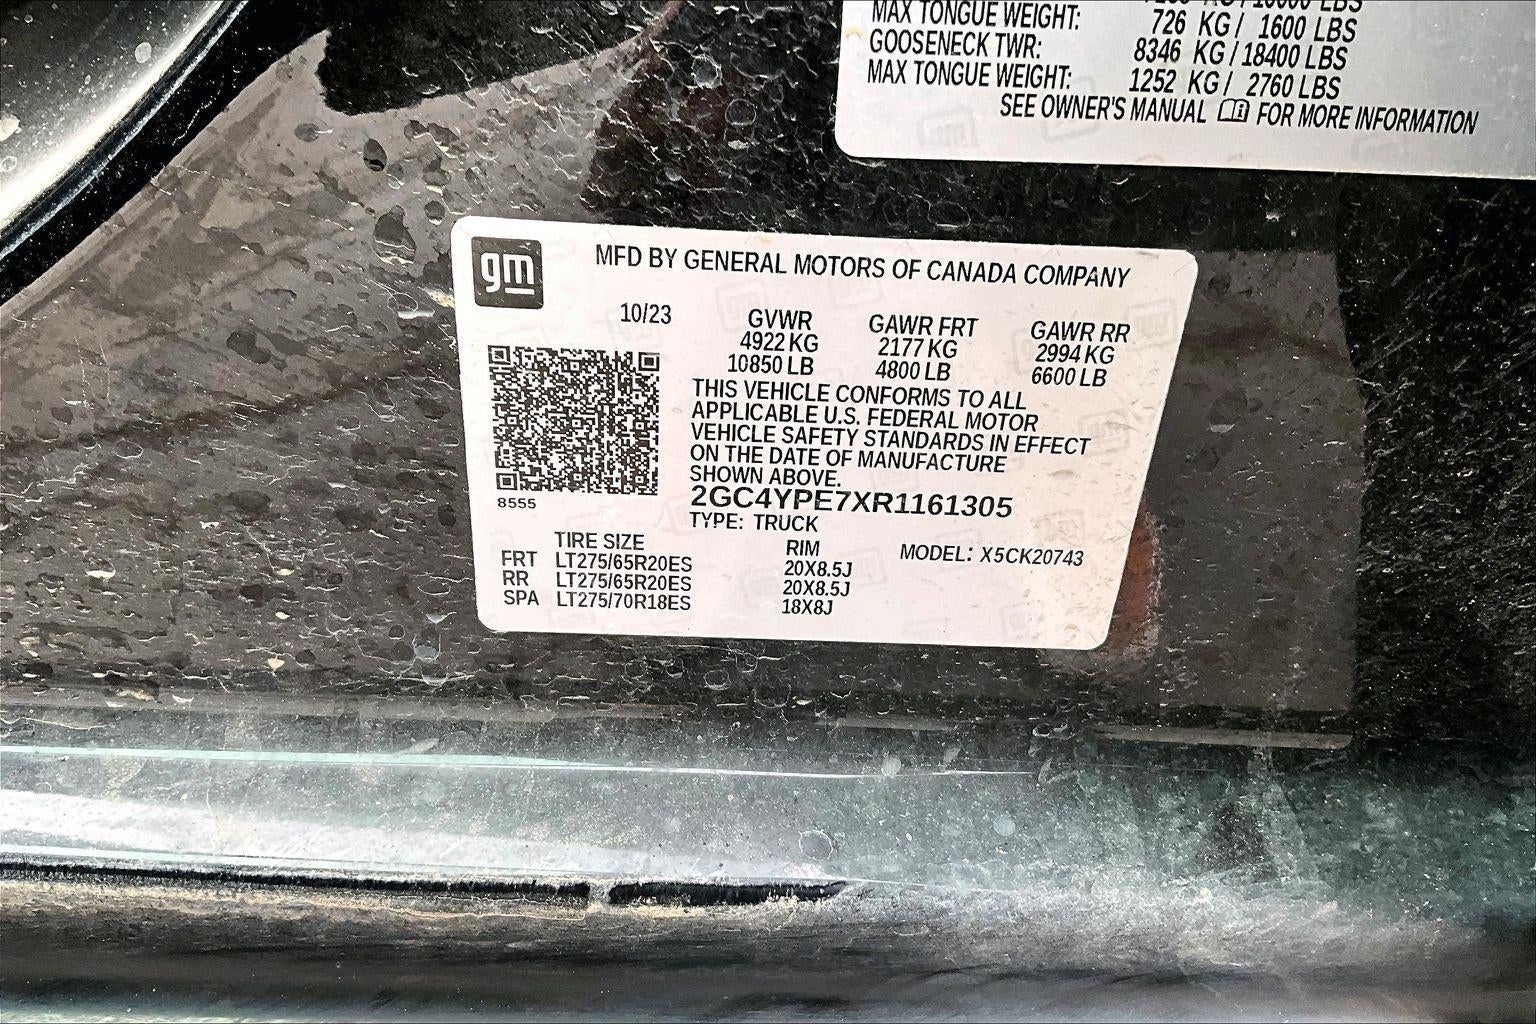 MAX TONGUE WEIGHT: 726 KG/ 1600 LBS
GOOSENECK TWR: 8346 KG/18400 LBS
MAX TONGUE WEIGHT: 1252 KG/ 2760 LBS
SEE OWNER'S MANUAL FOR MORE INFORMATION
gm
MFD BY GENERAL MOTORS OF CANADA COMPANY
10/23 GVWR GAWR FRT GAWR RR
4922 KG 2177 KG 2994 KG
10850 LB 4800 LB 6600 LB
THIS VEHICLE CONFORMS TO ALL
APPLICABLE U.S. FEDERAL MOTOR
VEHICLE SAFETY STANDARDS IN EFFECT
ON THE DATE OF MANUFACTURE
SHOWN ABOVE.
8555
2GC4YPE7XR1161305
TYPE: TRUCK
TIRE SIZE RIM MODEL: X5CK20743
FRT LT275/65R20ES 20X8.5J
RR LT275/65R20ES 20X8.5J
SPA LT275/70R18ES 18X8J